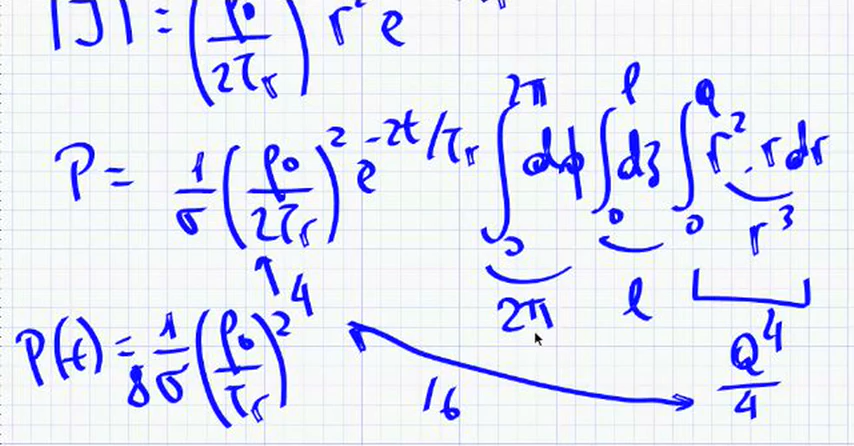 |J| = (ρ0/2τr) r² e
P = 1/σ (ρ0/2τr)² e^(-2t/τr) ∫₀^2π dφ ∫₀^l dz ∫₀^a r² · r dr
r³
4 2π l a⁴/4
P(t) = 1/8σ (ρ0/τr)²
16